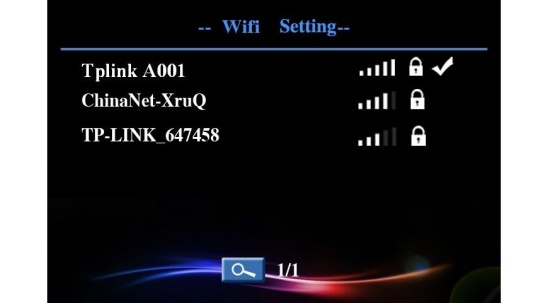 -- Wifi Setting--
Tplink A001
ChinaNet-XruQ
TP-LINK_647458
1/1